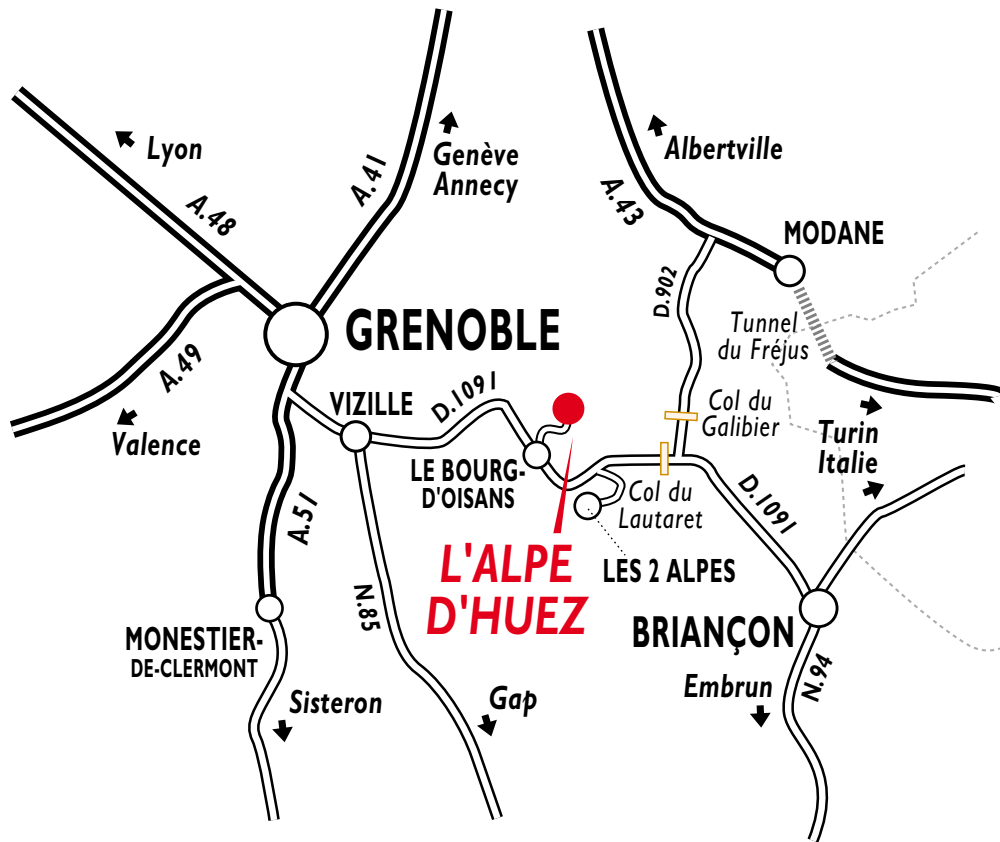 Lyon
A.48
A.41
Genève
Annecy
Albertville
A.43
MODANE
D.902
Tunnel
du Fréjus
GRENOBLE
A.49
Valence
VIZILLE
D.1091
Col du
Galibier
Turin
Italie
LE BOURG-
D'OISANS
Col du
Lautaret
D.1091
A.51
L'ALPE
D'HUEZ
LES 2 ALPES
N.85
MONESTIER-
DE-CLERMONT
BRIANÇON
Sisteron
Gap
Embrun
N.94